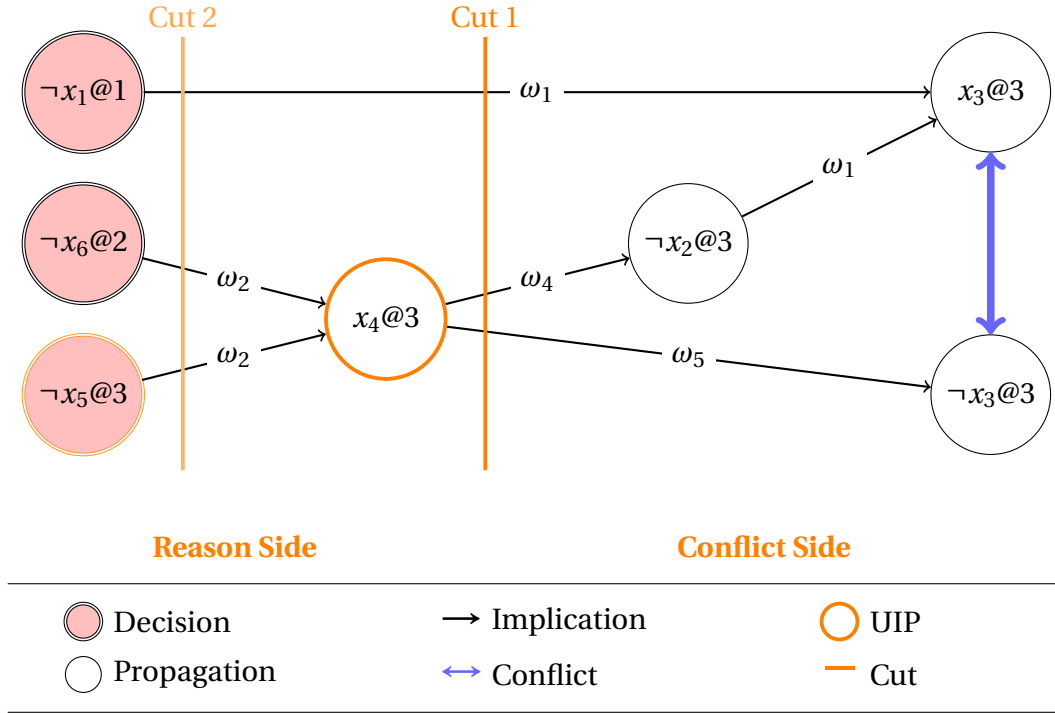 Cut 2
Cut 1
¬x₁@1
ω₁
x₃@3
ω₁
¬x₆@2
¬x₂@3
ω₂
ω₄
x₄@3
ω₂
ω₅
¬x₅@3
¬x₃@3
Reason Side
Conflict Side
Decision
Implication
UIP
Propagation
Conflict
Cut